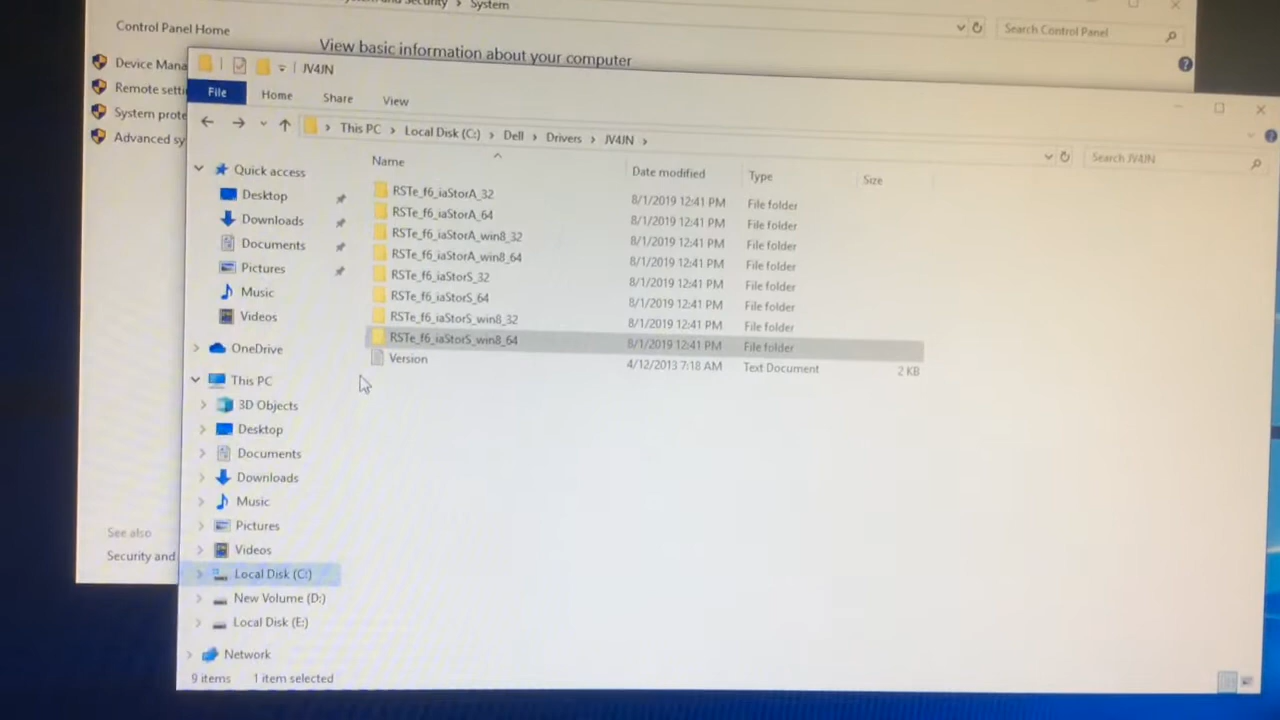 System and Security > System
Control Panel Home
Search Control Panel
View basic information about your computer
Device Mana
Remote setti
System prote
Advanced sy
JV4JN
File
Home
Share
View
This PC > Local Disk (C:) > Dell > Drivers > JV4JN >
Search JV4JN
Name
Date modified
Type
Size
RSTe_f6_iaStorA_32 8/1/2019 12:41 PM File folder
RSTe_f6_iaStorA_64 8/1/2019 12:41 PM File folder
RSTe_f6_iaStorA_win8_32 8/1/2019 12:41 PM File folder
RSTe_f6_iaStorA_win8_64 8/1/2019 12:41 PM File folder
RSTe_f6_iaStorS_32 8/1/2019 12:41 PM File folder
RSTe_f6_iaStorS_64 8/1/2019 12:41 PM File folder
RSTe_f6_iaStorS_win8_32 8/1/2019 12:41 PM File folder
RSTe_f6_iaStorS_win8_64 8/1/2019 12:41 PM File folder
Version 4/12/2013 7:18 AM Text Document 2 KB
Quick access
Desktop
Downloads
Documents
Pictures
Music
Videos
OneDrive
This PC
3D Objects
Desktop
Documents
Downloads
Music
Pictures
Videos
Local Disk (C:)
New Volume (D:)
Local Disk (E:)
Network
9 items 1 item selected
See also
Security and